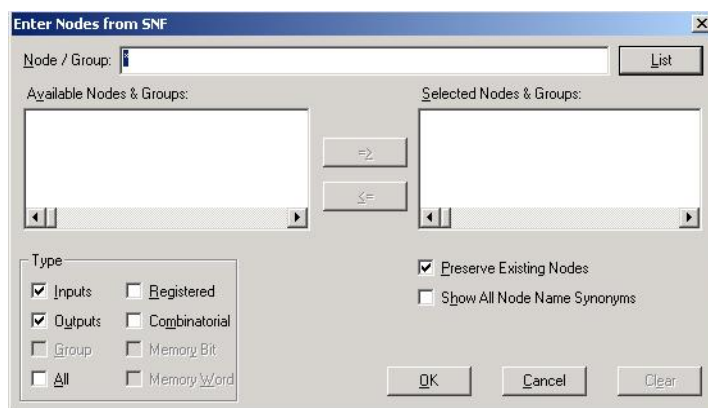 Enter Nodes from SNF
Node / Group: *
List
Available Nodes & Groups:
Selected Nodes & Groups:
=>
<=
Type
Inputs
Registered
Outputs
Combinatorial
Group
Memory Bit
All
Memory Word
Preserve Existing Nodes
Show All Node Name Synonyms
OK
Cancel
Clear